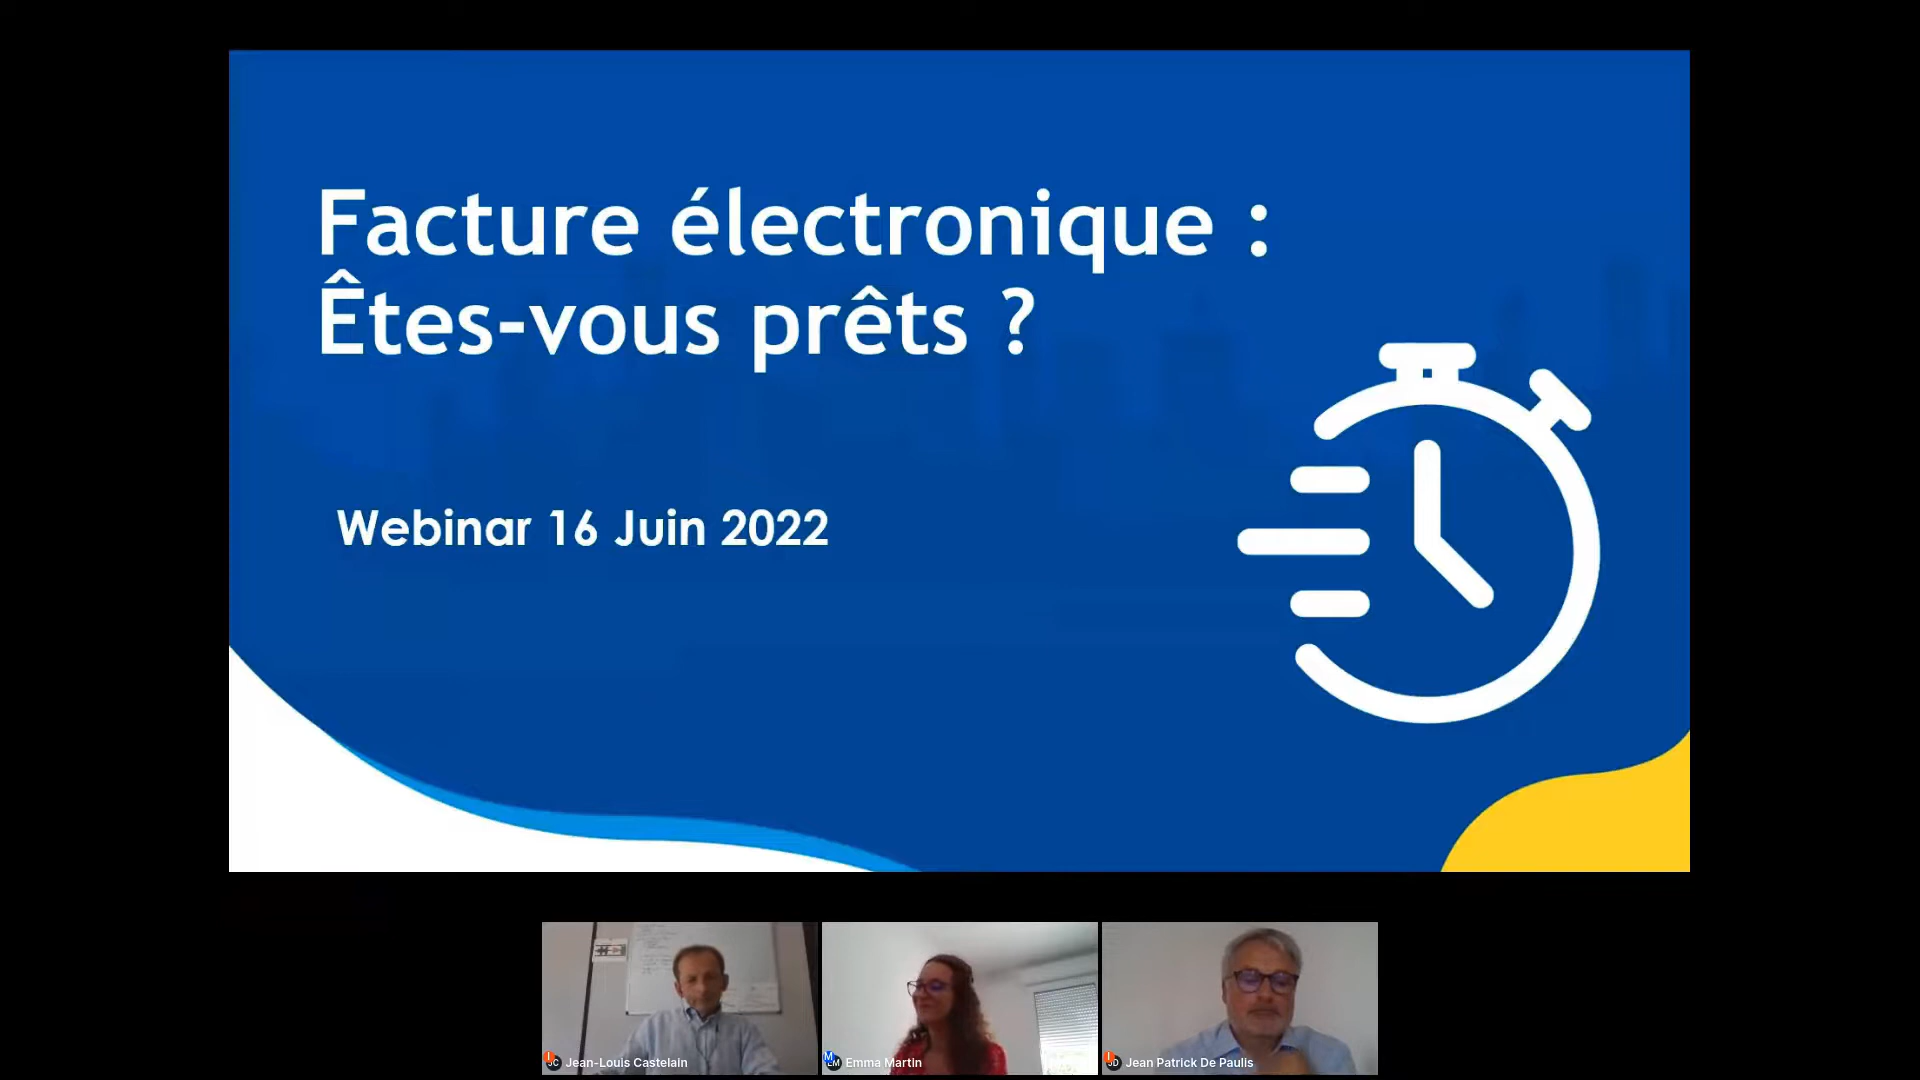 Facture électronique :
Êtes-vous prêts ?
Webinar 16 Juin 2022
Jean-Louis Castelain
Emma Martin
Jean Patrick De Paulis